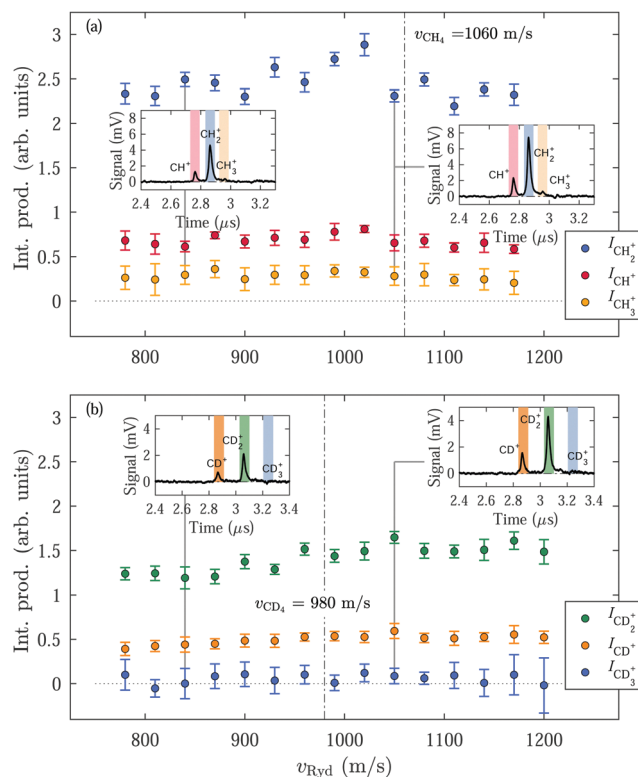 (a)
v_CH4 = 1060 m/s
Int. prod. (arb. units)
3
2.5
2
1.5
1
0.5
0
Signal (mV)
8
6
4
2
0
CH+
CH2+
CH3+
2.4 2.6 2.8 3.0 3.2
Time (μs)
Signal (mV)
8
6
4
2
0
CH+
CH2+
CH3+
2.4 2.6 2.8 3.0 3.2
Time (μs)
I_CH2+
I_CH+
I_CH3+
800 900 1000 1100 1200
(b)
Int. prod. (arb. units)
3
2.5
2
1.5
1
0.5
0
Signal (mV)
4
2
0
CD+
CD2+
CD3+
2.4 2.6 2.8 3 3.2 3.4
Time (μs)
Signal (mV)
4
2
0
CD+
CD2+
CD3+
2.4 2.6 2.8 3. 3.2 3.4
Time (μs)
v_CD4 = 980 m/s
I_CD2+
I_CD+
I_CD3+
800 900 1000 1100 1200
v_Ryd (m/s)